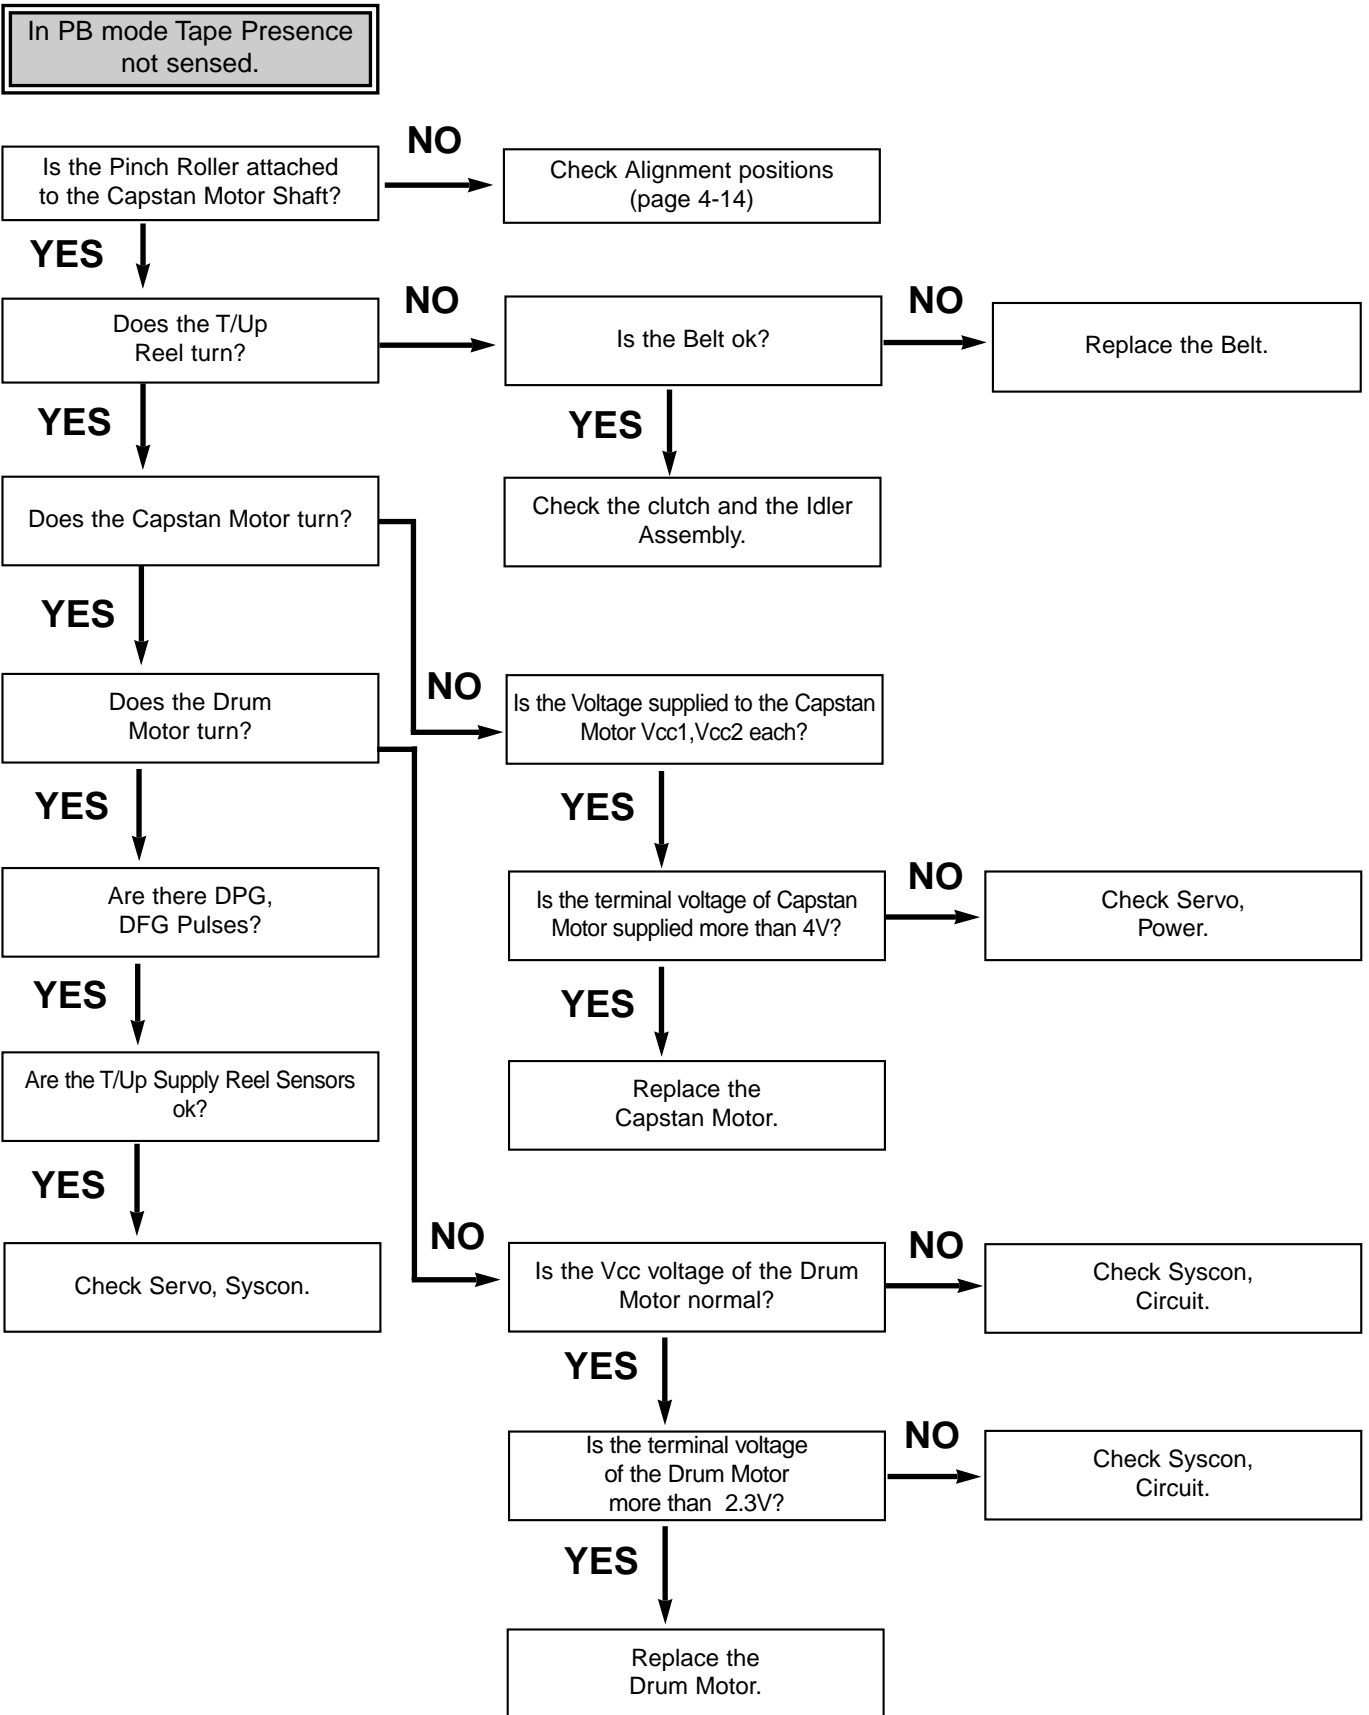 In PB mode Tape Presence
not sensed.
Is the Pinch Roller attached
to the Capstan Motor Shaft?
NO
Check Alignment positions
(page 4-14)
YES
Does the T/Up
Reel turn?
NO
Is the Belt ok?
NO
Replace the Belt.
YES
YES
Does the Capstan Motor turn?
Check the clutch and the Idler
Assembly.
YES
Does the Drum
Motor turn?
NO
Is the Voltage supplied to the Capstan
Motor Vcc1,Vcc2 each?
YES
YES
Are there DPG,
DFG Pulses?
Is the terminal voltage of Capstan
Motor supplied more than 4V?
NO
Check Servo,
Power.
YES
YES
Are the T/Up Supply Reel Sensors
ok?
Replace the
Capstan Motor.
YES
Check Servo, Syscon.
NO
Is the Vcc voltage of the Drum
Motor normal?
NO
Check Syscon,
Circuit.
YES
Is the terminal voltage
of the Drum Motor
more than 2.3V?
NO
Check Syscon,
Circuit.
YES
Replace the
Drum Motor.